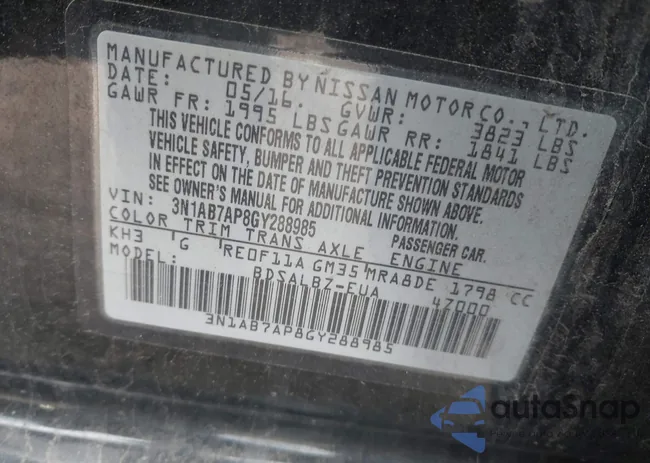 MANUFACTURED BY NISSAN MOTOR CO., LTD.
DATE: 05/16. GVWR: 3823 LBS
GAWR FR: 1995 LBS GAWR RR: 1841 LBS
THIS VEHICLE CONFORMS TO ALL APPLICABLE FEDERAL MOTOR
VEHICLE SAFETY, BUMPER AND THEFT PREVENTION STANDARDS
IN EFFECT ON THE DATE OF MANUFACTURE SHOWN ABOVE.
SEE OWNER'S MANUAL FOR ADDITIONAL INFORMATION.
VIN: 3N1AB7AP8GY288985 PASSENGER CAR.
COLOR TRIM TRANS AXLE ENGINE
KH3 G RE0F11A GM35 MRA8DE 1798 CC
MODEL: BDSALBZ-EUA 4Z000
3N1AB7AP8GY288985
autoSnap